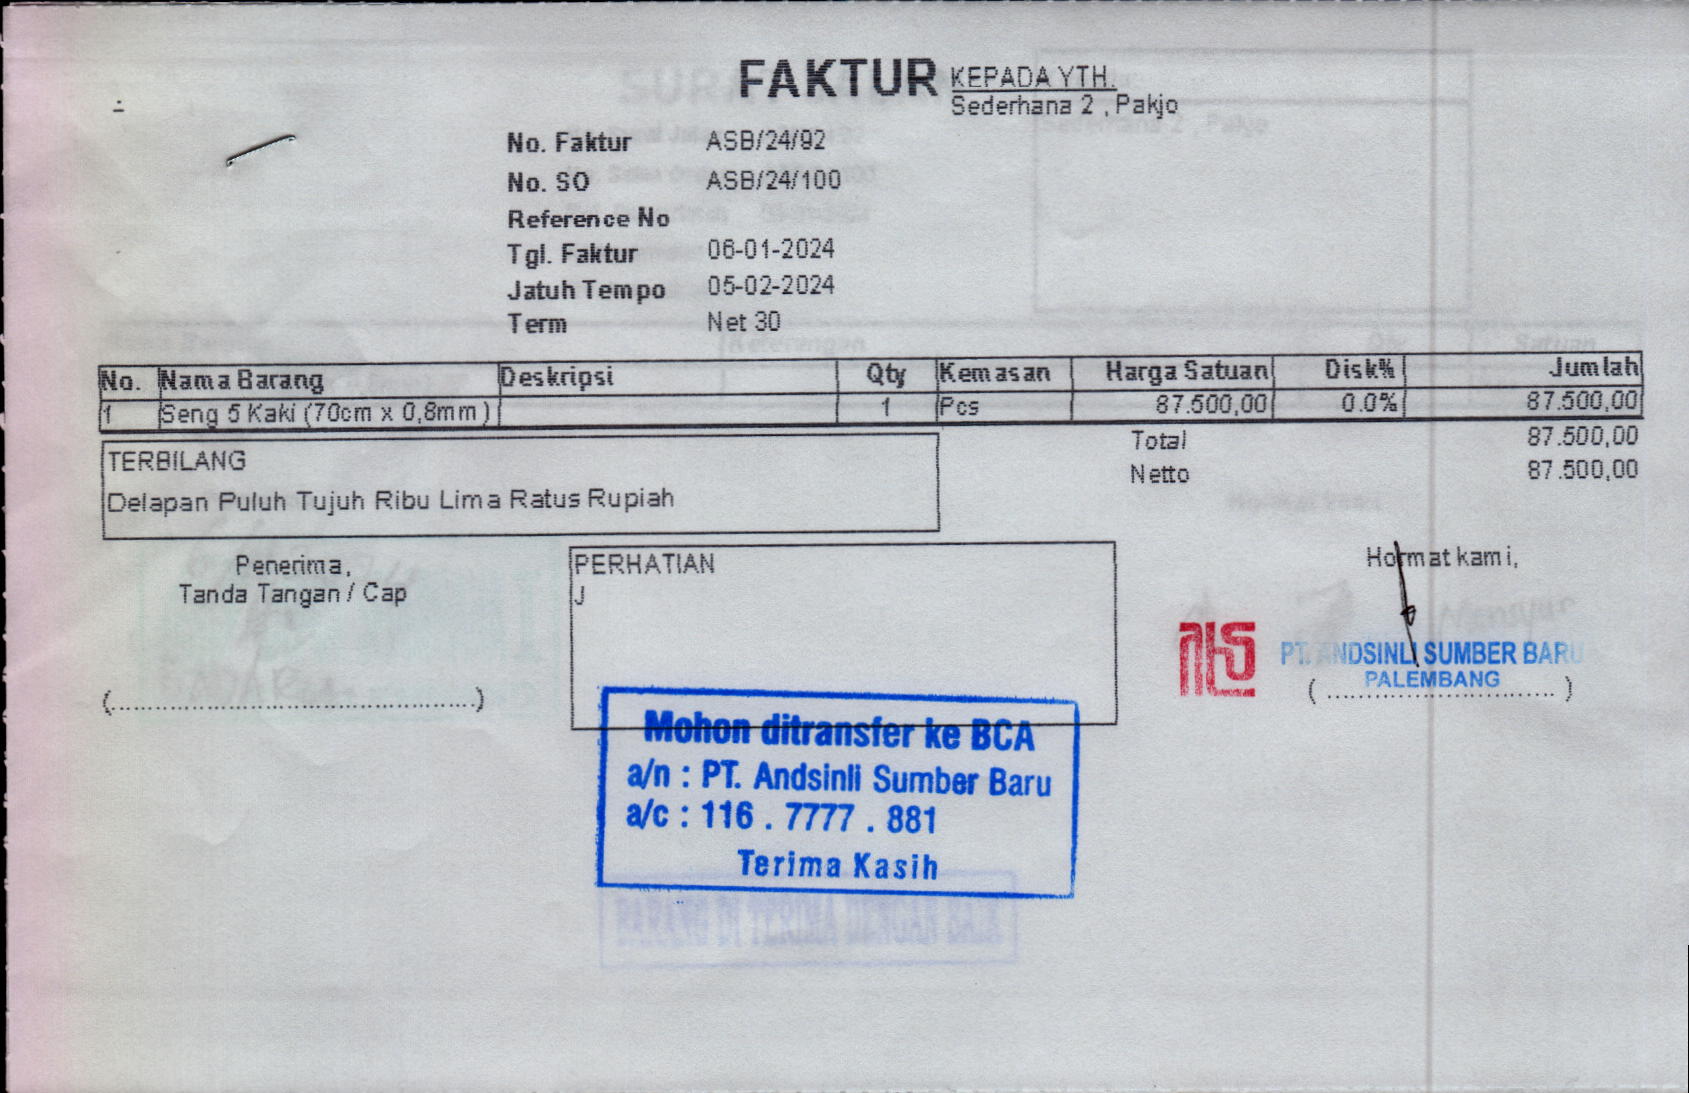 FAKTUR
KEPADA YTH.
Sederhana 2 , Pakjo
No. Faktur ASB/24/92
No. SO ASB/24/100
Reference No
Tgl. Faktur 06-01-2024
Jatuh Tempo 05-02-2024
Term Net 30
No. Nama Barang Deskripsi Qty Kemasan Harga Satuan Disk% Jumlah
1 Seng 5 Kaki (70cm x 0,8mm) 1 Pcs 87.500,00 0.0% 87.500,00
Total 87.500,00
Netto 87.500,00
TERBILANG
Delapan Puluh Tujuh Ribu Lima Ratus Rupiah
Penerima,
Tanda Tangan / Cap
(..............................................)
PERHATIAN
J
Hormat kami,
PT. ANDSINLI SUMBER BARU
PALEMBANG
(............................)
Mohon ditransfer ke BCA
a/n : PT. Andsinli Sumber Baru
a/c : 116 . 7777 . 881
Terima Kasih